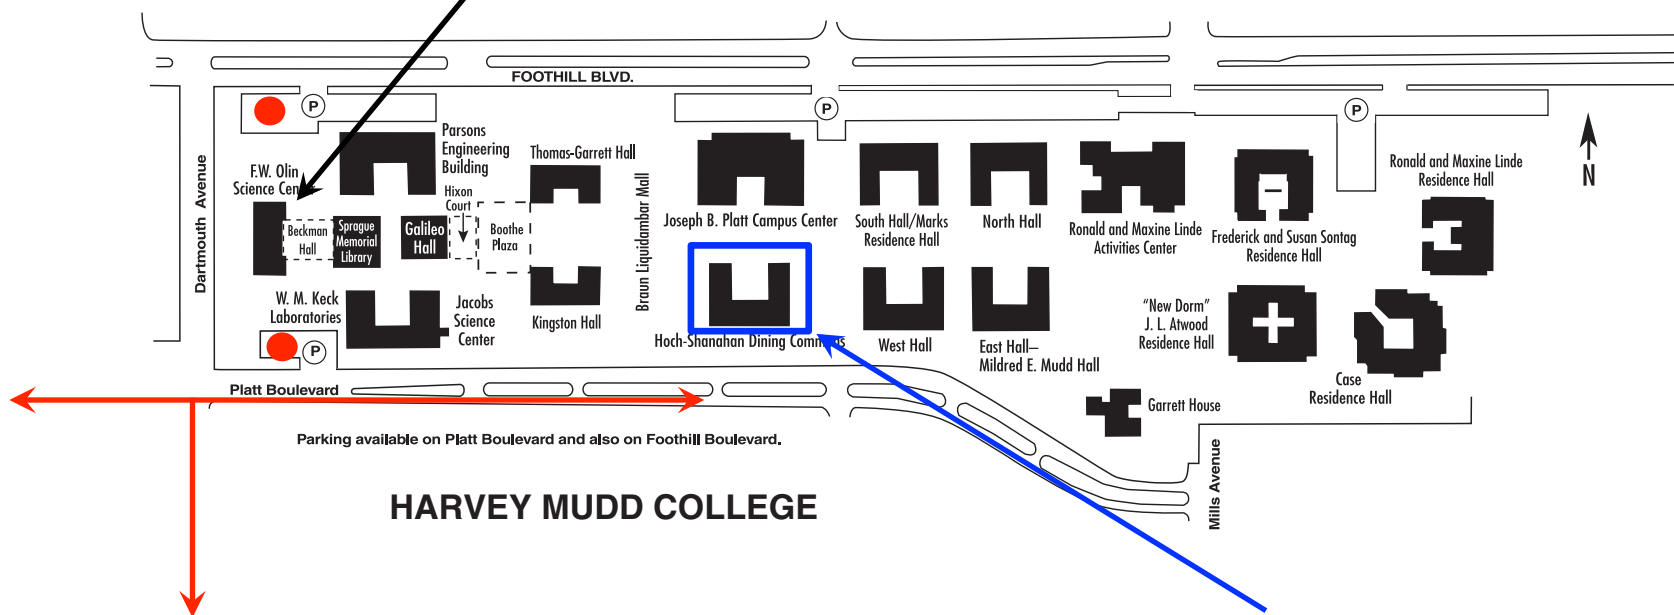 FOOTHILL BLVD.
P
P
P
Dartmouth Avenue
F.W. Olin
Science Center
Parsons
Engineering
Building
Hixon
Court
Thomas-Garrett Hall
Braun Liquidambar Mall
Joseph B. Platt Campus Center
South Hall/Marks
Residence Hall
North Hall
Ronald and Maxine Linde
Activities Center
Frederick and Susan Sontag
Residence Hall
Ronald and Maxine Linde
Residence Hall
N
Beckman
Hall
Sprague
Memorial
Library
Galileo
Hall
Boothe
Plaza
W. M. Keck
Laboratories
Jacobs
Science
Center
Kingston Hall
Hoch-Shanahan Dining Commons
West Hall
East Hall–
Mildred E. Mudd Hall
“New Dorm”
J. L. Atwood
Residence Hall
Case
Residence Hall
P
Platt Boulevard
Garrett House
Parking available on Platt Boulevard and also on Foothill Boulevard.
HARVEY MUDD COLLEGE
Mills Avenue